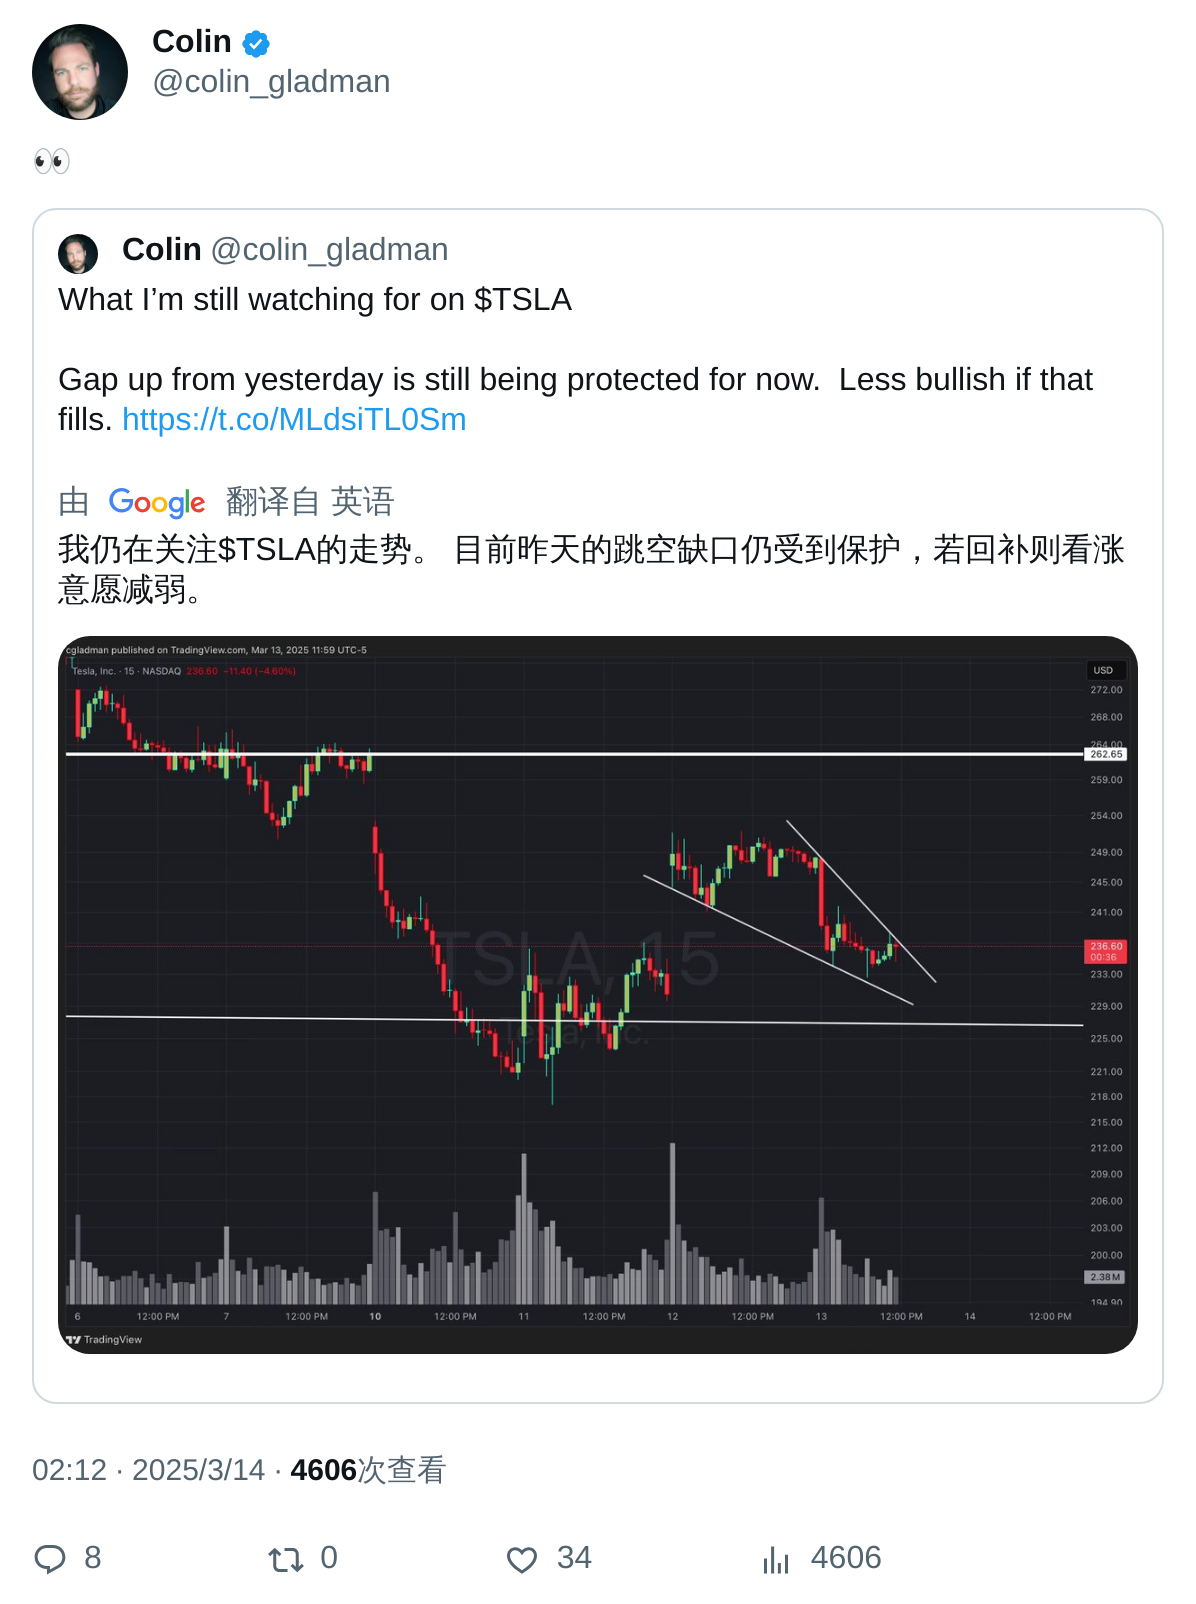 Colin
@colin_gladman
👀
Colin @colin_gladman
What I’m still watching for on $TSLA
Gap up from yesterday is still being protected for now.  Less bullish if that
fills. https://t.co/MLdsiTL0Sm
由 Google 翻译自 英语
我仍在关注$TSLA的走势。 目前昨天的跳空缺口仍受到保护，若回补则看涨
意愿减弱。
cgladman published on TradingView.com, Mar 13, 2025 11:59 UTC-5
Tesla, Inc. · 15 · NASDAQ 236.60 −11.40 (−4.60%)
USD
272.00
268.00
264.00
262.65
259.00
254.00
249.00
245.00
241.00
TSLA, 15
236.60
00:36
233.00
229.00
Tesla, Inc.
225.00
221.00
218.00
215.00
212.00
209.00
206.00
203.00
200.00
2.38 M
194.90
6 12:00 PM 7 12:00 PM 10 12:00 PM 11 12:00 PM 12 12:00 PM 13 12:00 PM 14 12:00 PM
TradingView
02:12 · 2025/3/14 · 4606次查看
8 0 34 4606